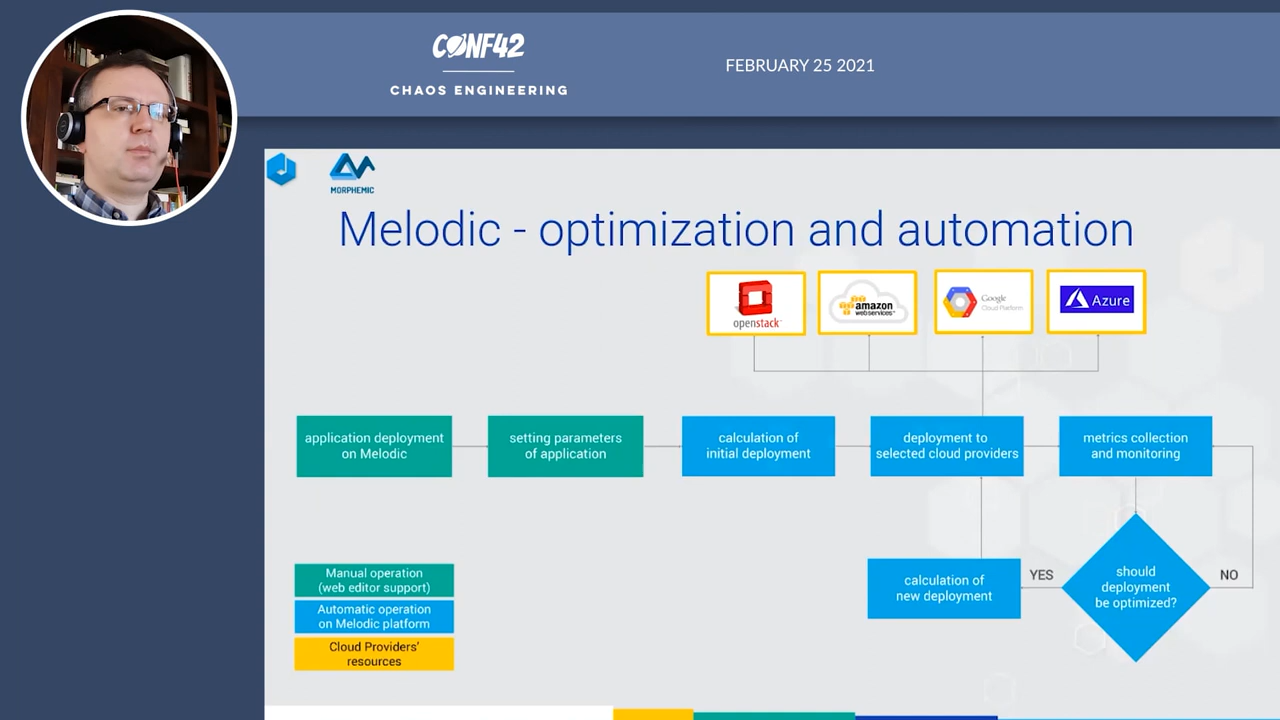 CONF42
CHAOS ENGINEERING
FEBRUARY 25 2021
MORPHEMIC
Melodic - optimization and automation
openstack
amazon
webservices
Google
Cloud Platform
Azure
application deployment
on Melodic
setting parameters
of application
calculation of
initial deployment
deployment to
selected cloud providers
metrics collection
and monitoring
Manual operation
(web editor support)
Automatic operation
on Melodic platform
Cloud Providers'
resources
calculation of
new deployment
YES
should
deployment
be optimized?
NO